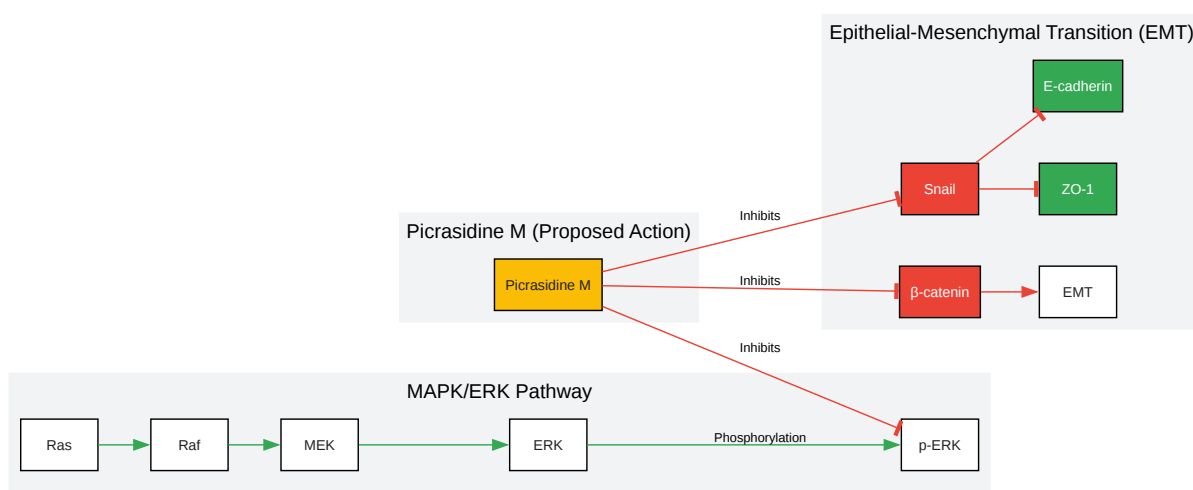 Epithelial-Mesenchymal Transition (EMT)
E-cadherin
Snail
ZO-1
Inhibits
Picrasidine M (Proposed Action)
Picrasidine M
Inhibits
β-catenin
EMT
Inhibits
MAPK/ERK Pathway
Ras
Raf
MEK
ERK
Phosphorylation
p-ERK